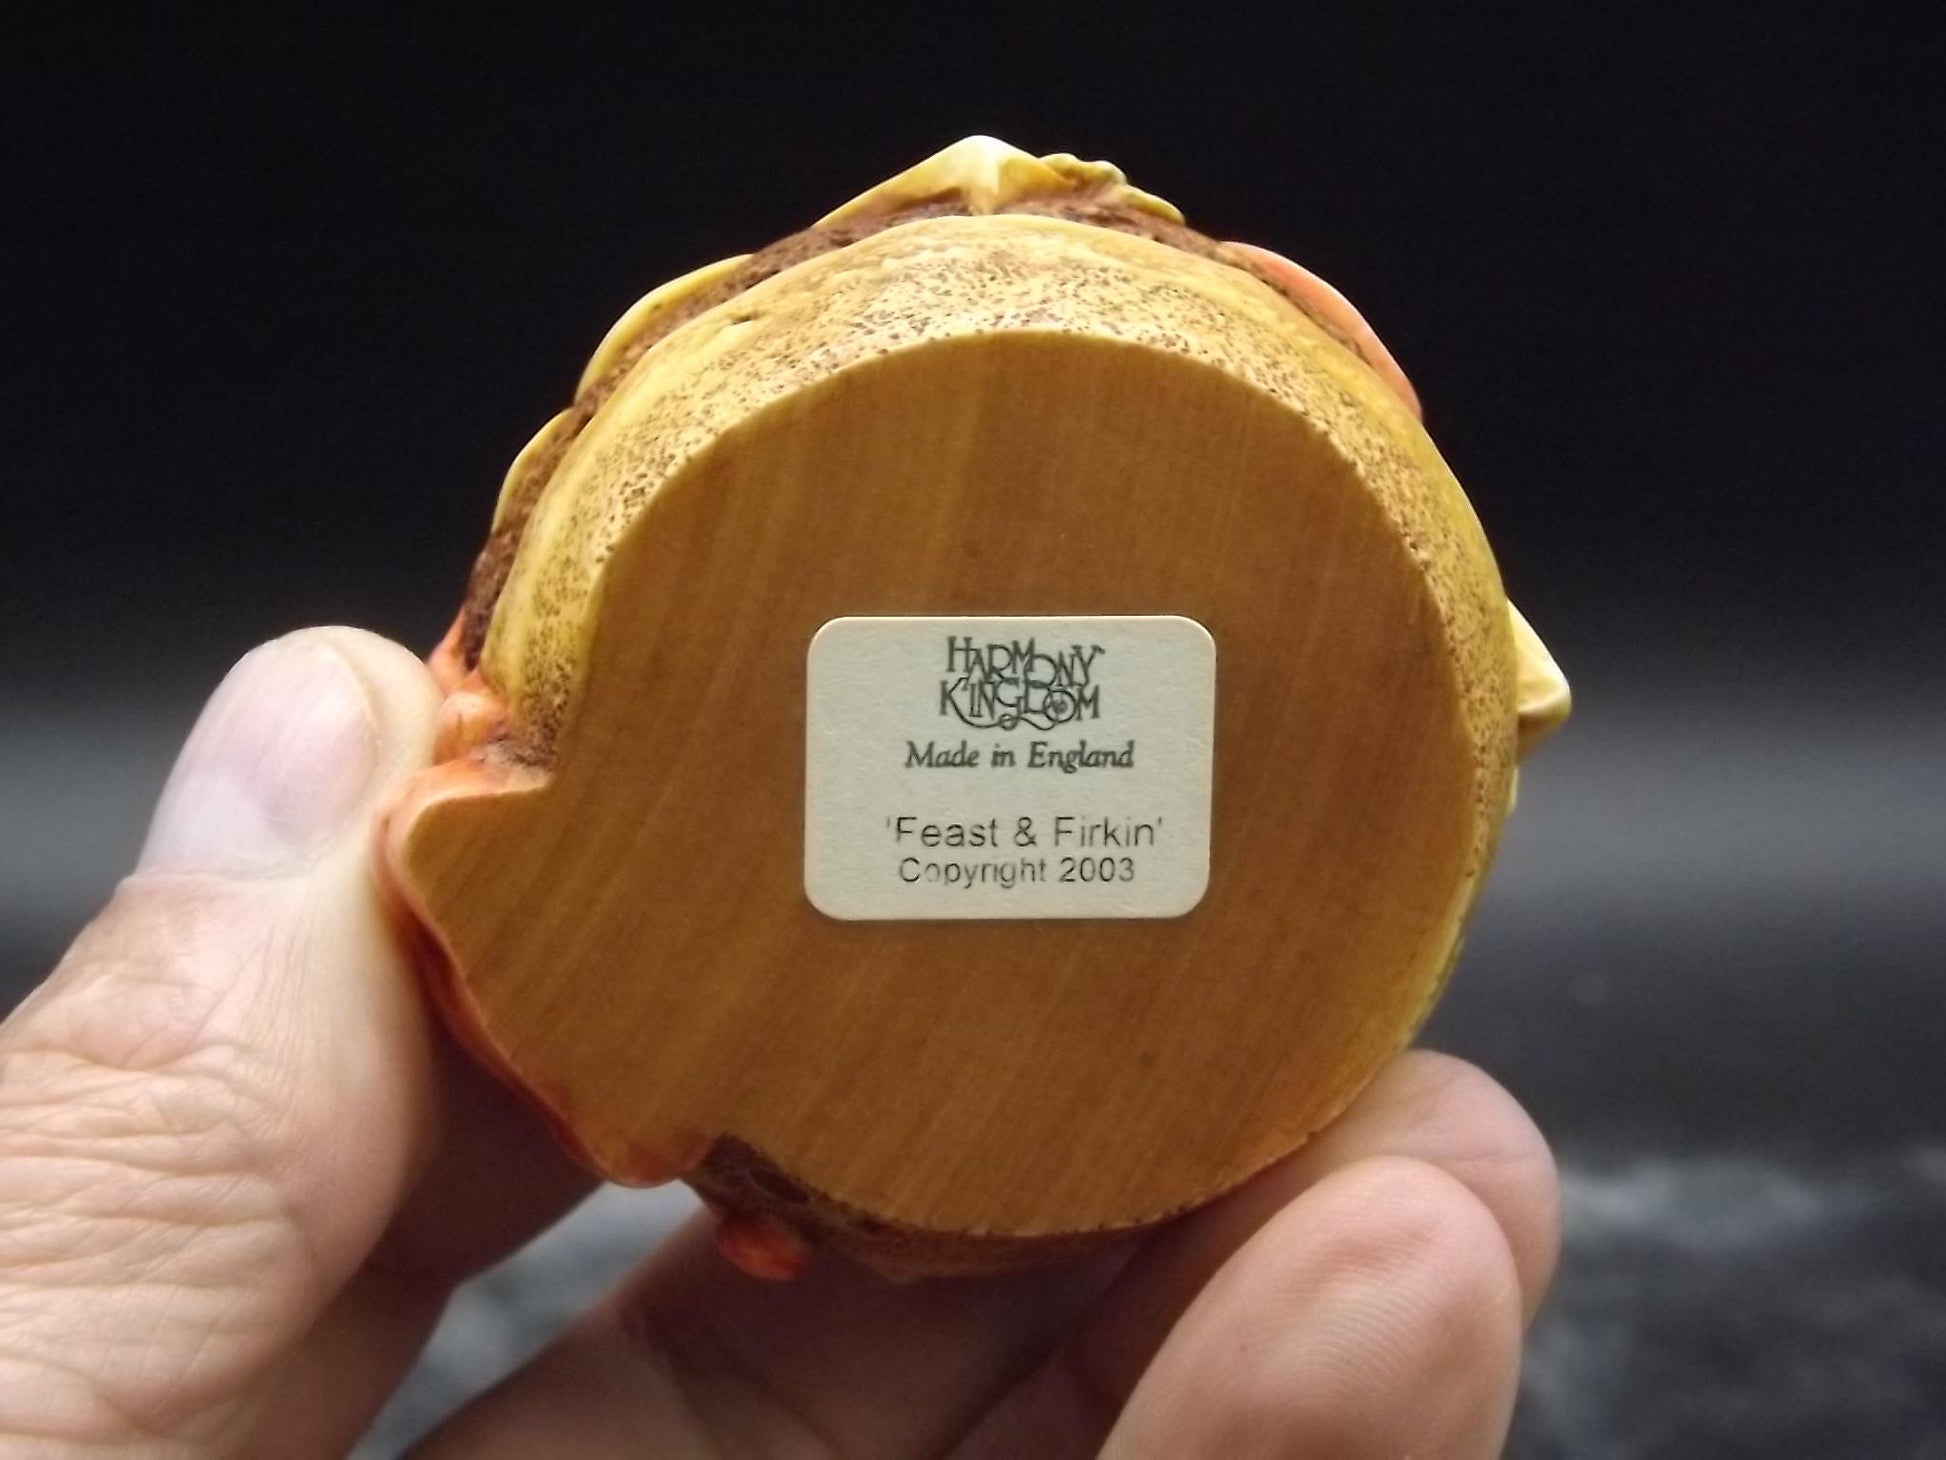 HARMONY
KINGDOM
Made in England
'Feast & Firkin'
Copyright 2003